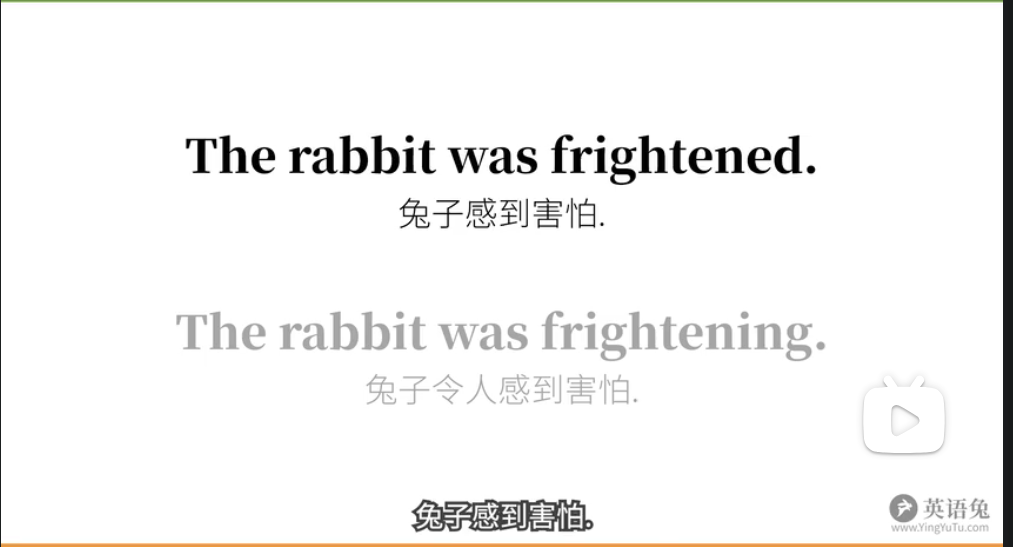 The rabbit was frightened.
兔子感到害怕.
The rabbit was frightening.
兔子令人感到害怕.
兔子感到害怕.
英语兔
www.YingYuTu.com